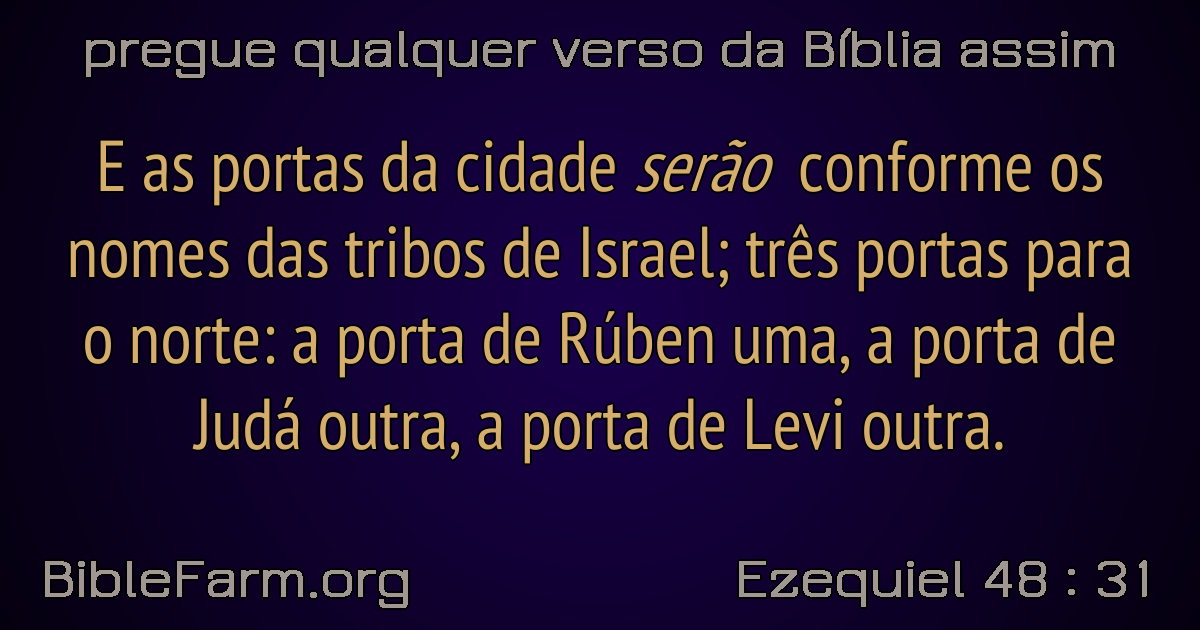 pregue qualquer verso da Bíblia assim
E as portas da cidade serão conforme os
nomes das tribos de Israel; três portas para
o norte: a porta de Rúben uma, a porta de
Judá outra, a porta de Levi outra.
BibleFarm.org
Ezequiel 48 : 31